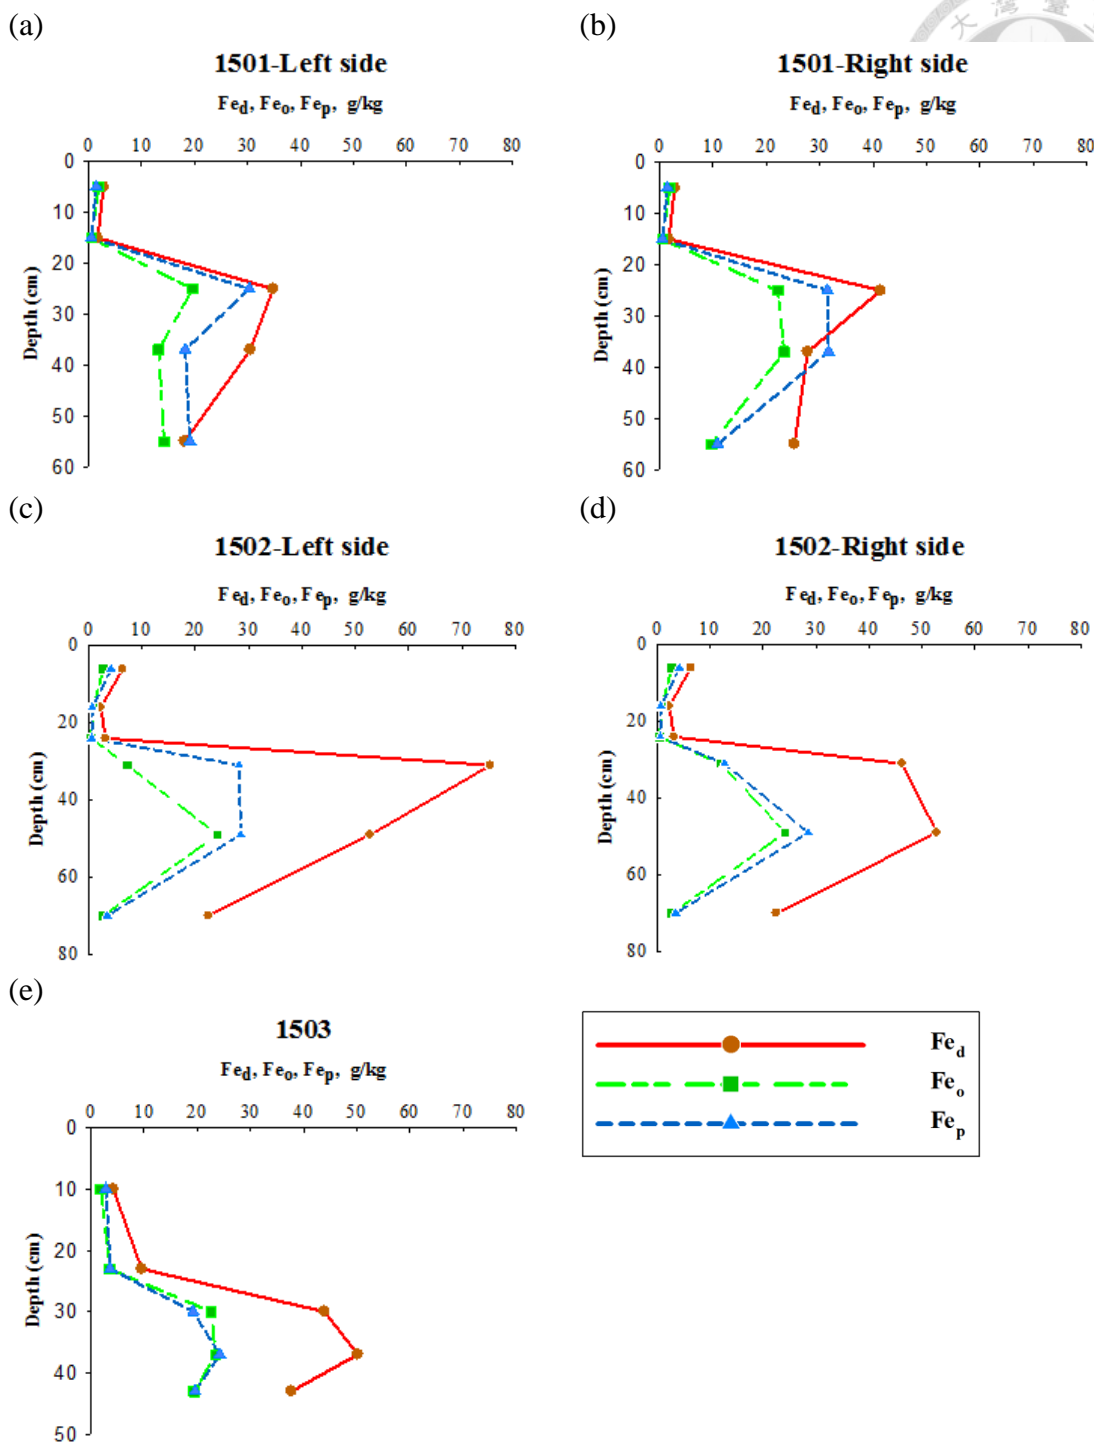 (a)
1501-Left side
Fed, Feo, Fep, g/kg
0 10 20 30 40 50 60 70 80
0
10
20
30
40
50
60
Depth (cm)
(b)
1501-Right side
Fed, Feo, Fep, g/kg
0 10 20 30 40 50 60 70 80
0
10
20
30
40
50
60
Depth (cm)
大 灣 臺
(c)
1502-Left side
Fed, Feo, Fep, g/kg
0 10 20 30 40 50 60 70 80
0
20
40
60
80
Depth (cm)
(d)
1502-Right side
Fed, Feo, Fep, g/kg
0 10 20 30 40 50 60 70 80
0
20
40
60
80
Depth (cm)
(e)
1503
Fed, Feo, Fep, g/kg
0 10 20 30 40 50 60 70 80
0
10
20
30
40
50
Depth (cm)
Fed
Feo
Fep